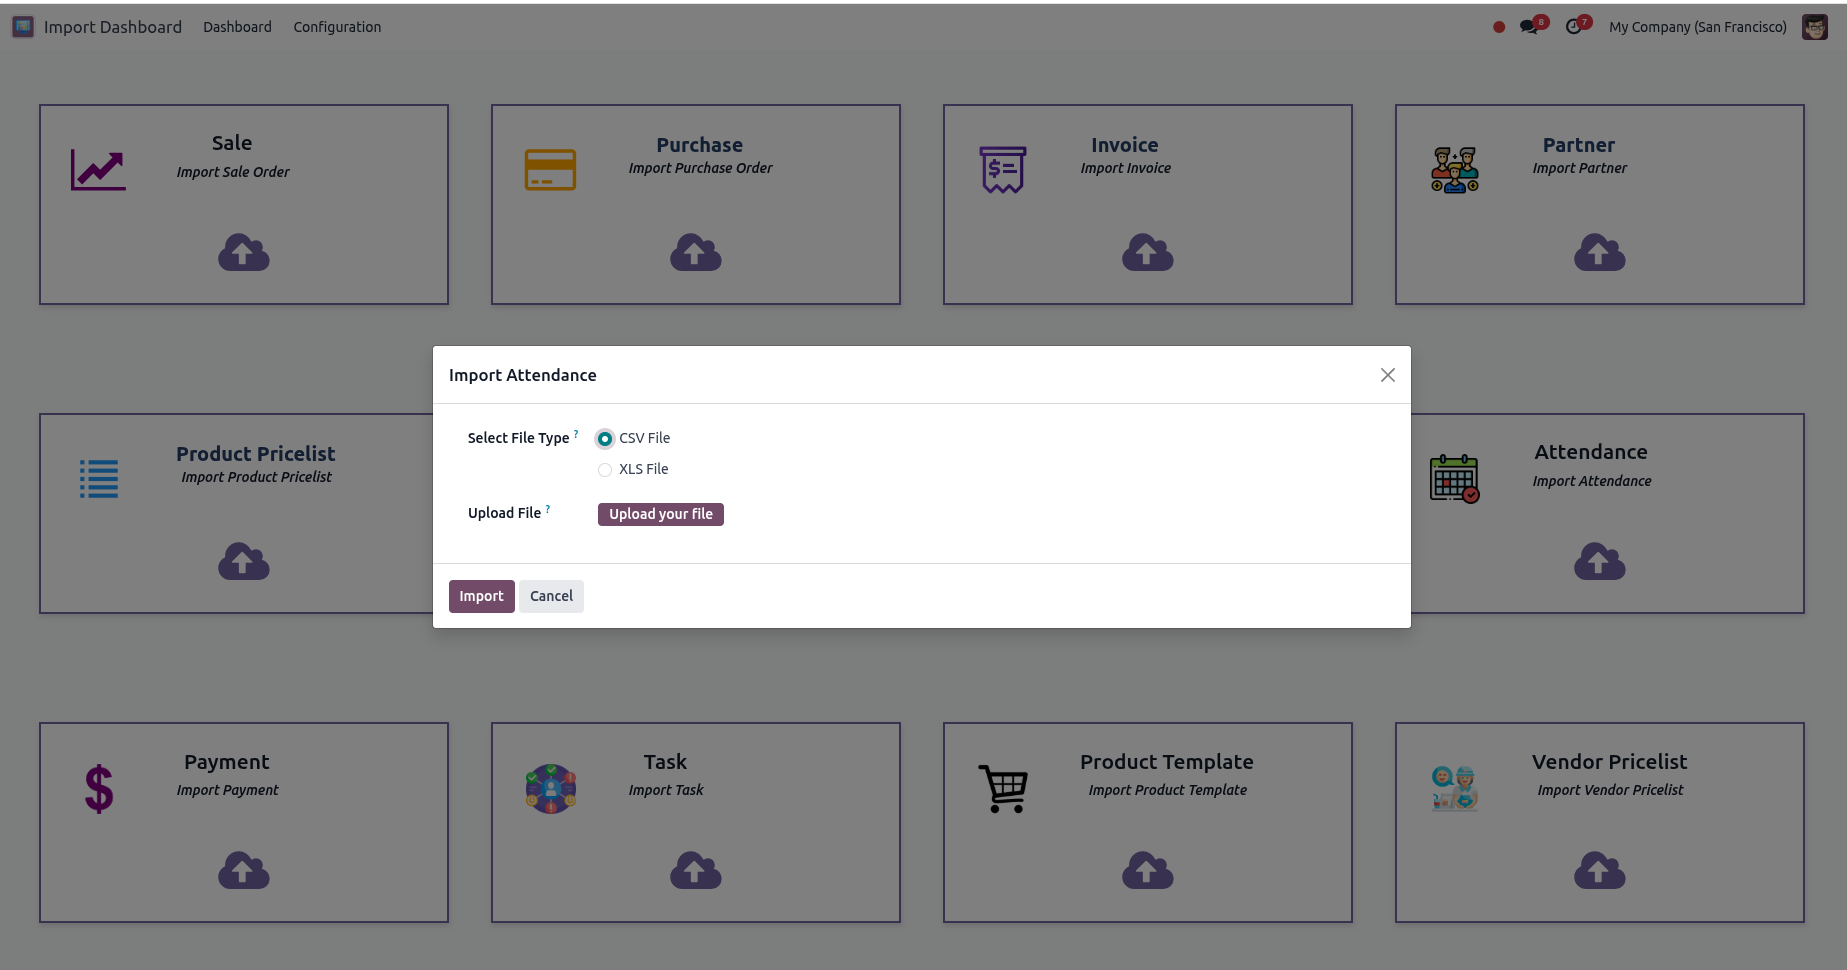 Import Dashboard Dashboard Configuration 8 7 My Company (San Francisco)
Sale
Import Sale Order
Purchase
Import Purchase Order
Invoice
Import Invoice
Partner
Import Partner
Import Attendance
Select File Type ? CSV File
XLS File
Upload File ? Upload your file
Import Cancel
Product Pricelist
Import Product Pricelist
Attendance
Import Attendance
Payment
Import Payment
Task
Import Task
Product Template
Import Product Template
Vendor Pricelist
Import Vendor Pricelist